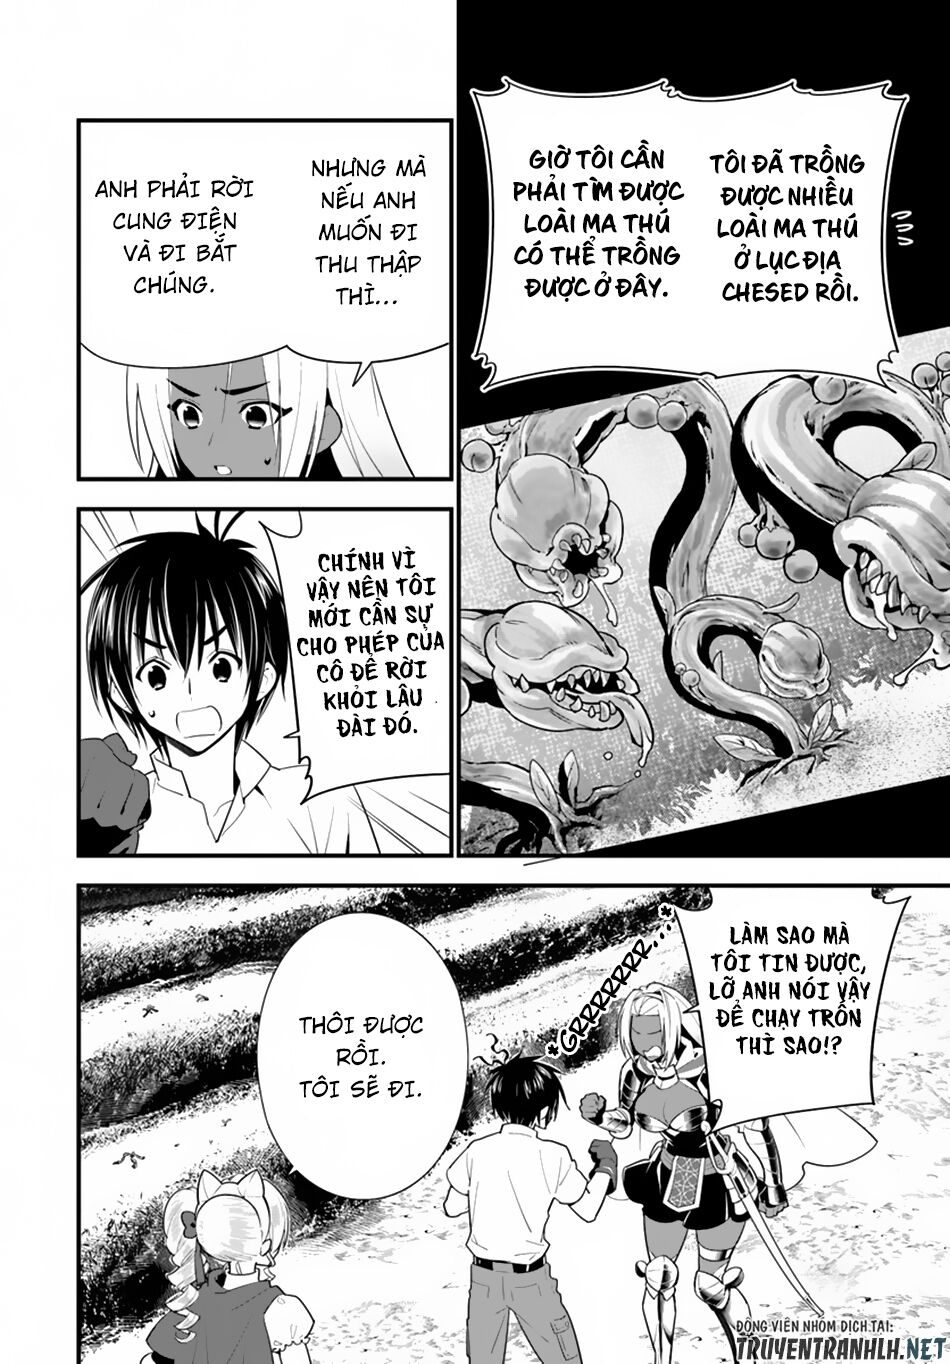 TÔI ĐÃ TRỒNG
ĐƯỢC NHIỀU
LOÀI MA THÚ
Ở LỤC ĐỊA
CHESED RỒI.
GIỜ TÔI CẦN
PHẢI TÌM ĐƯỢC
LOÀI MA THÚ
CÓ THỂ TRỒNG
ĐƯỢC Ở ĐÂY.
NHƯNG MÀ
NẾU ANH
MUỐN ĐI
THU THẬP
THÌ...
ANH PHẢI RỜI
CUNG ĐIỆN
VÀ ĐI BẮT
CHÚNG.
CHÍNH VÌ
VẬY NÊN TÔI
MỚI CẦN SỰ
CHO PHÉP CỦA
CÔ ĐỂ RỜI
KHỎI LÂU
ĐÀI ĐÓ.
LÀM SAO MÀ
TÔI TIN ĐƯỢC,
LỠ ANH NÓI VẬY
ĐỂ CHẠY TRỐN
THÌ SAO!?
*GRRRRRRR...*
THÔI ĐƯỢC
RỒI.
TÔI SẼ ĐI.
ĐỘNG VIÊN NHÓM DỊCH TẠI:
TRUYENTRANHLH.NET